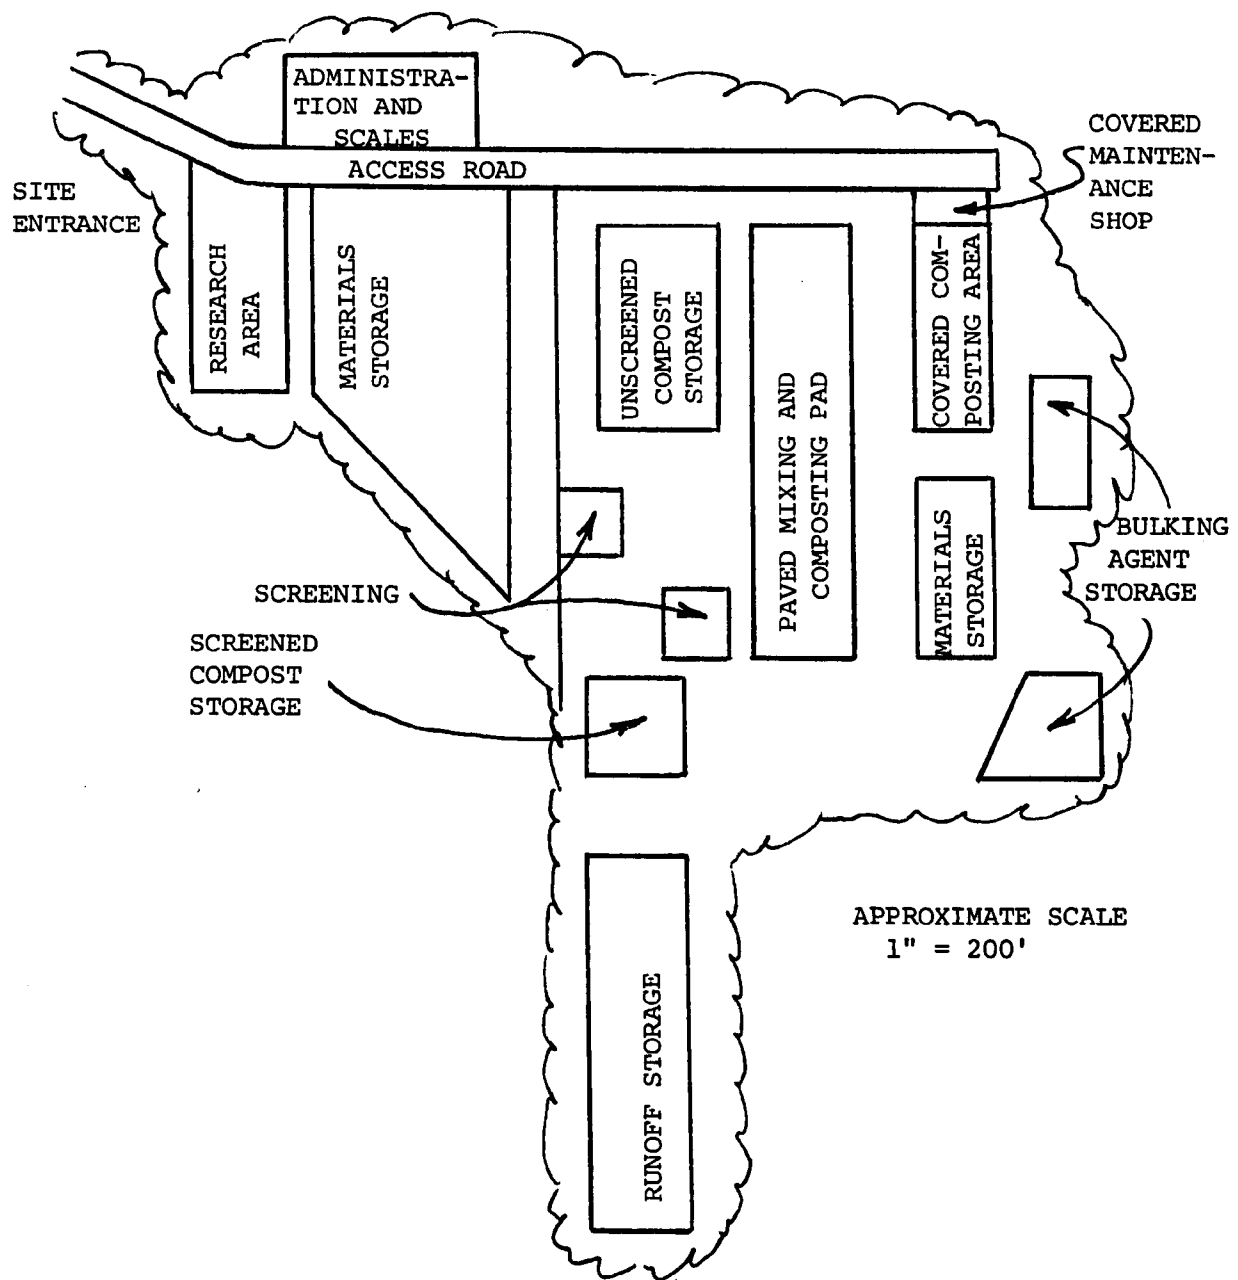 ADMINISTRA-
TION AND
SCALES
ACCESS ROAD
SITE
ENTRANCE
COVERED
MAINTEN-
ANCE
SHOP
RESEARCH
AREA
MATERIALS
STORAGE
UNSCREENED
COMPOST
STORAGE
PAVED MIXING AND
COMPOSTING PAD
COVERED COM-
POSTING AREA
MATERIALS
STORAGE
BULKING
AGENT
STORAGE
SCREENING
SCREENED
COMPOST
STORAGE
RUNOFF STORAGE
APPROXIMATE SCALE
1" = 200'